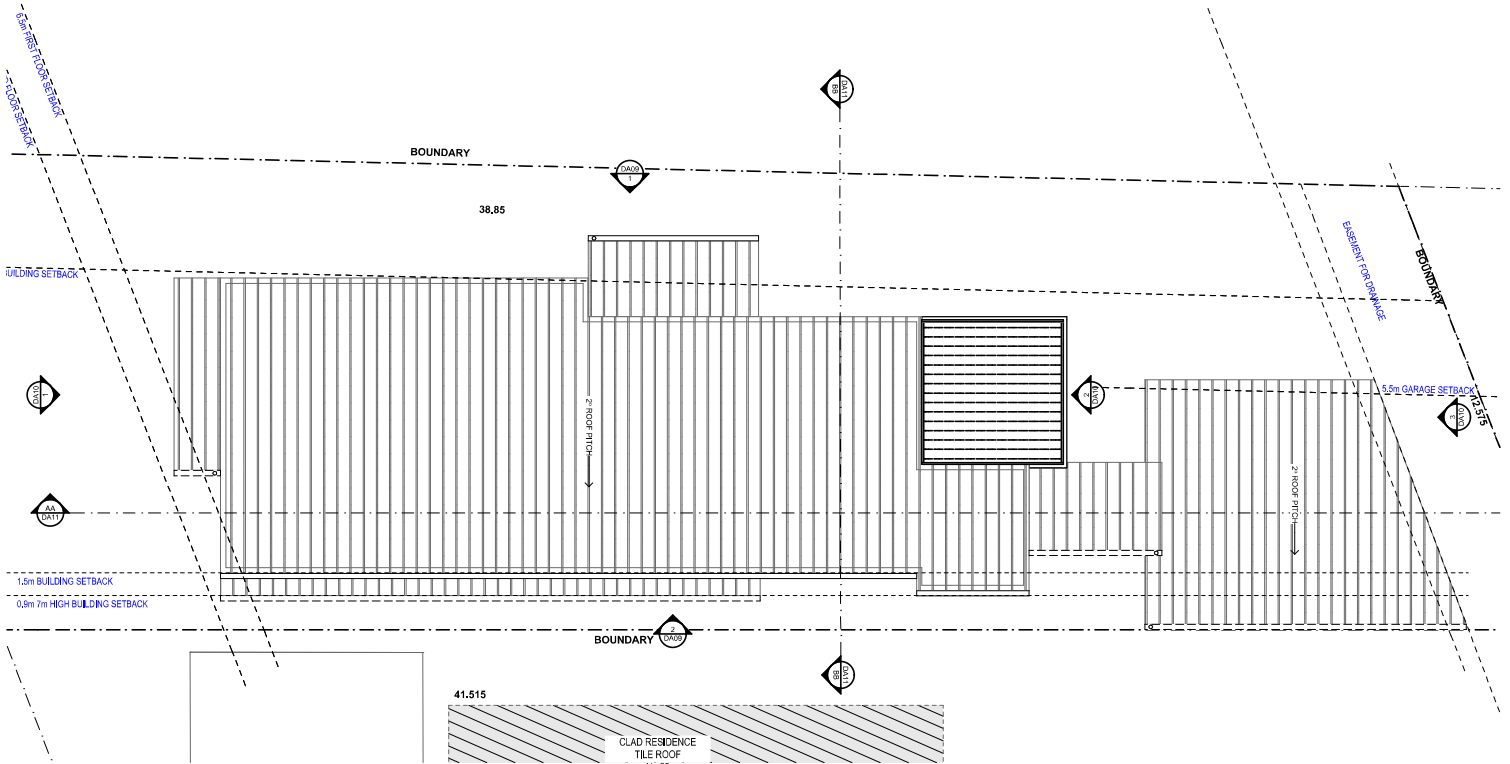 6.5m FIRST FLOOR SETBACK
FLOOR SETBACK
BOUNDARY
38.85
DA09
1
DA11
BB
BUILDING SETBACK
EASEMENT FOR DRAINAGE
BOUNDARY
12.575
5.5m GARAGE SETBACK
DA10
1
2
DA10
3
DA10
2° ROOF PITCH
2° ROOF PITCH
AA
DA11
1.5m BUILDING SETBACK
0.9m 7m HIGH BUILDING SETBACK
BOUNDARY
2
DA09
DA11
BB
41.515
CLAD RESIDENCE
TILE ROOF